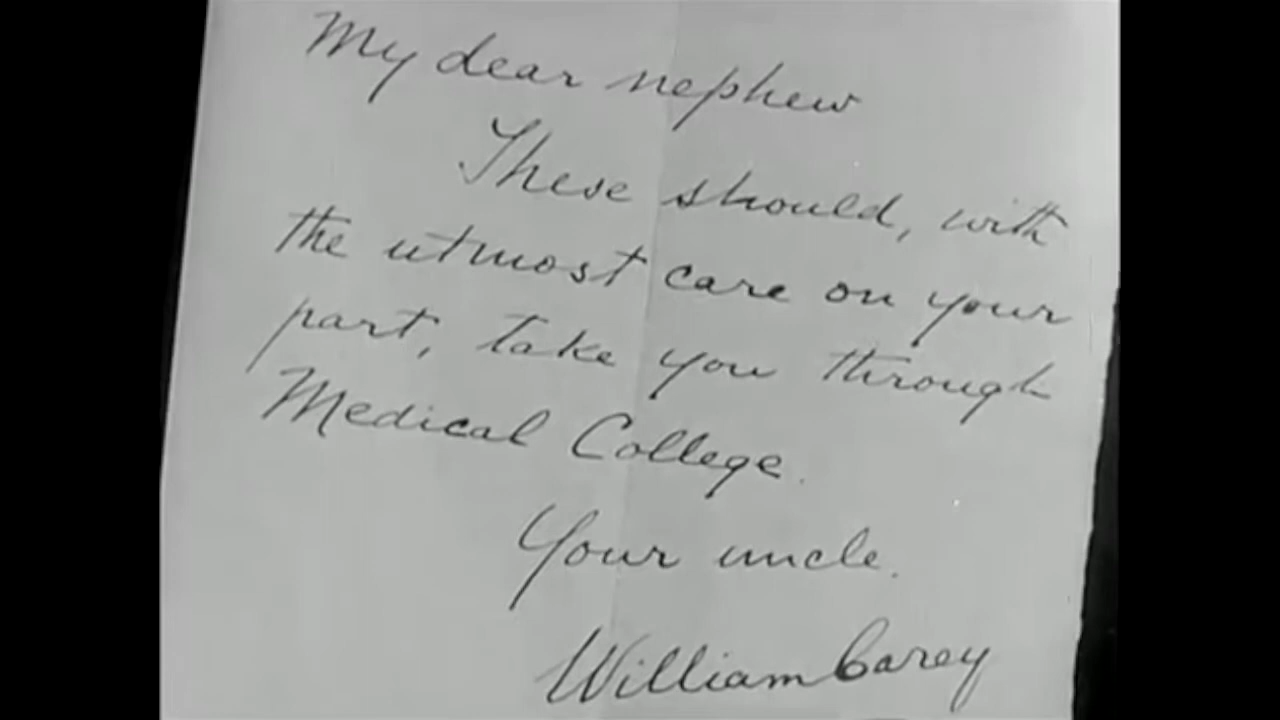 My dear nephew
These should, with
the utmost care on your
part, take you through
Medical College.
Your uncle.
William Carey